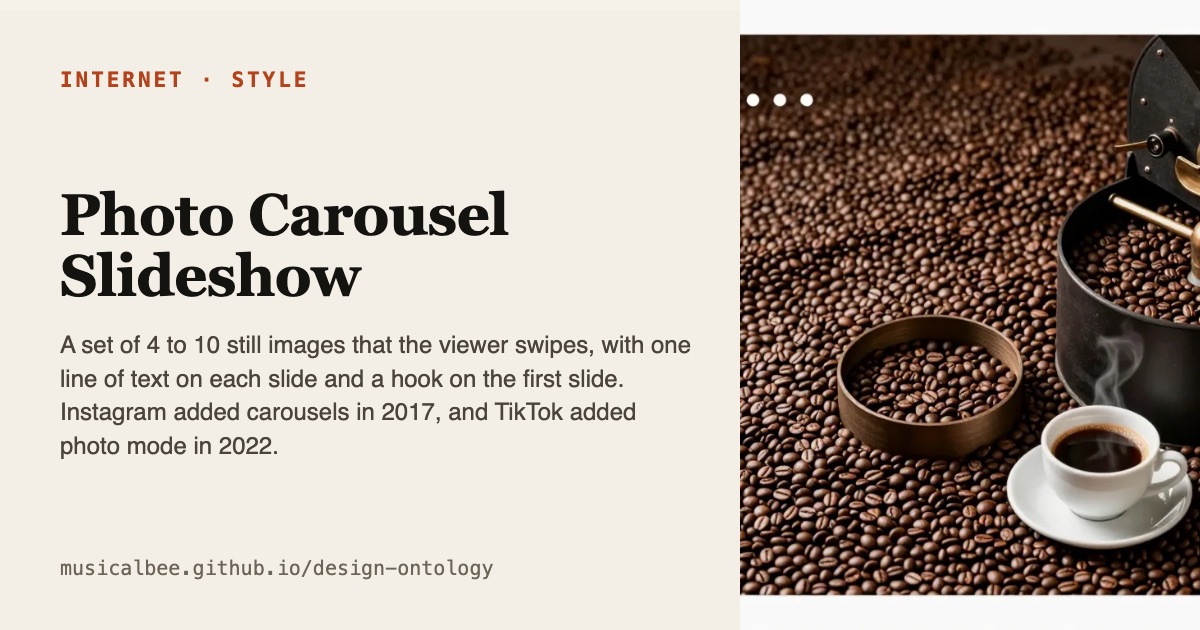 INTERNET · STYLE
Photo Carousel
Slideshow
A set of 4 to 10 still images that the viewer swipes, with one
line of text on each slide and a hook on the first slide.
Instagram added carousels in 2017, and TikTok added
photo mode in 2022.
musicalbee.github.io/design-ontology